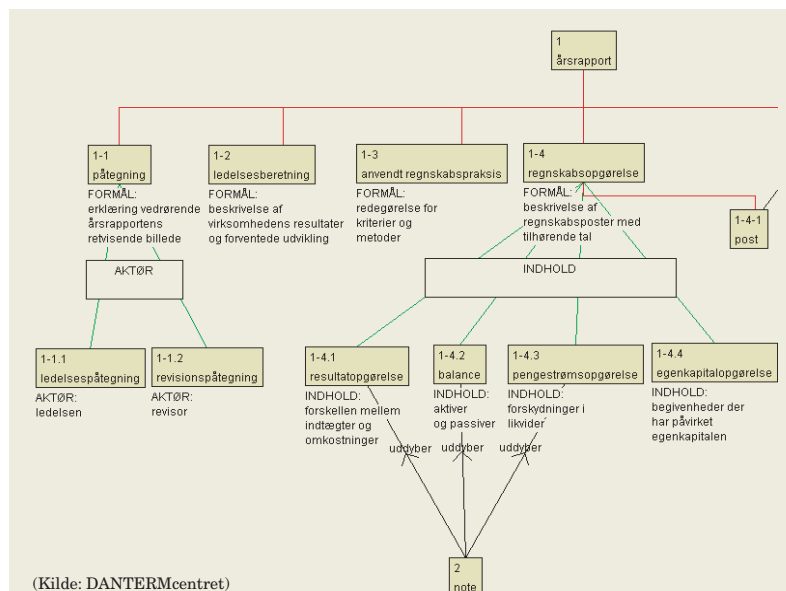 1
årsrapport
1-1
påtegning
FORMÅL:
erklæring vedrørende
årsrapportens
retvisende billede
1-2
ledelsesberetning
FORMÅL:
beskrivelse af
virksomhedens resultater
og forventede udvikling
1-3
anvendt regnskabspraksis
FORMÅL:
redegørelse for
kriterier og
metoder
1-4
regnskabsopgørelse
FORMÅL:
beskrivelse af
regnskabsposter med
tilhørende tal
1-4-1
post
AKTØR
INDHOLD
1-1.1
ledelsespåtegning
AKTØR:
ledelsen
1-1.2
revisionspåtegning
AKTØR:
revisor
1-4.1
resultatopgørelse
INDHOLD:
forskellen mellem
indtægter og
omkostninger
1-4.2
balance
INDHOLD:
aktiver
og passiver
1-4.3
pengestrømsopgørelse
INDHOLD:
forskydninger i
likvider
1-4.4
egenkapitalopgørelse
INDHOLD:
begivenheder der
har påvirket
egenkapitalen
uddyber
uddyber
uddyber
2
note
(Kilde: DANTERMcentret)